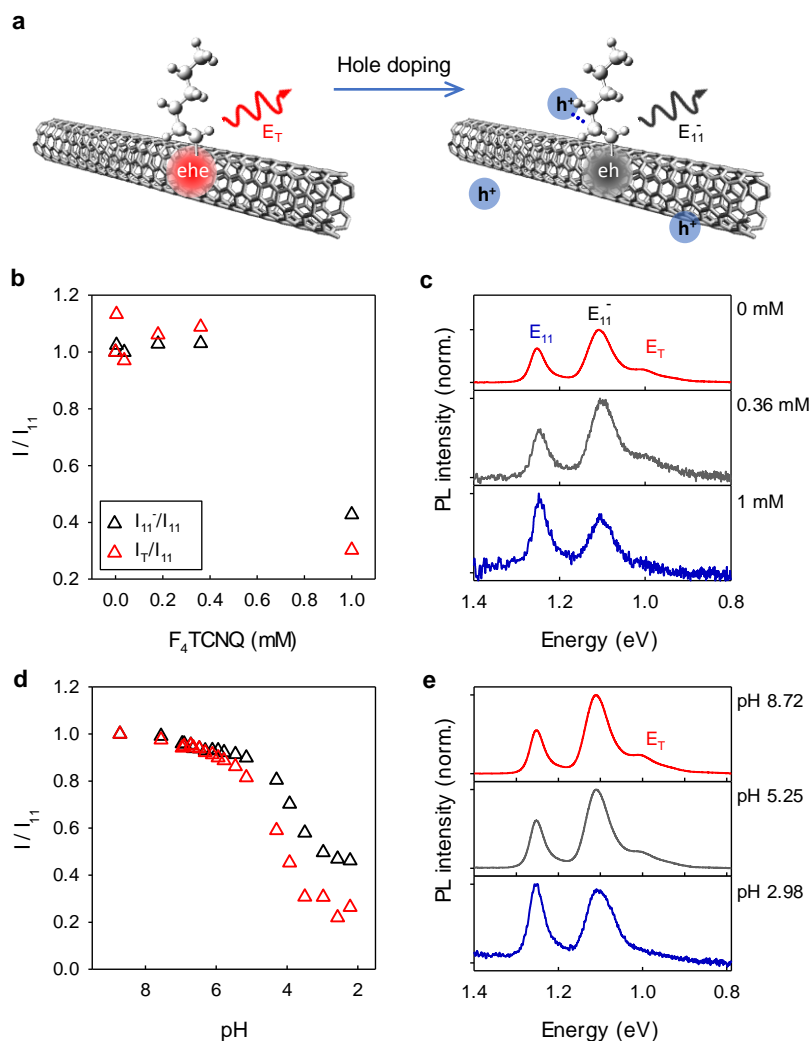 a
Hole doping
E_T
ehe
h⁺
E₁₁⁻
eh
h⁺
h⁺
b
I / I₁₁
1.2
1.0
0.8
0.6
0.4
0.2
I₁₁⁻/I₁₁
I_T/I₁₁
0.0 0.2 0.4 0.6 0.8 1.0
F₄TCNQ (mM)
c
PL intensity (norm.)
E₁₁
E₁₁⁻
E_T
0 mM
0.36 mM
1 mM
1.4 1.2 1.0 0.8
Energy (eV)
d
I / I₁₁
1.2
1.0
0.8
0.6
0.4
0.2
0.0
8 6 4 2
pH
e
PL intensity (norm.)
E_T
pH 8.72
pH 5.25
pH 2.98
1.4 1.2 1.0 0.8
Energy (eV)